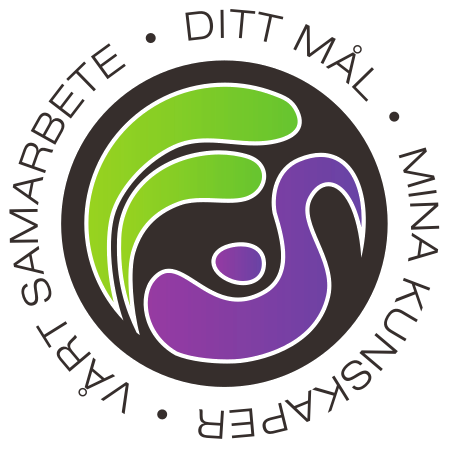 DITT MÅL • MINA KUNSKAPER • VÅRT SAMARBETE •